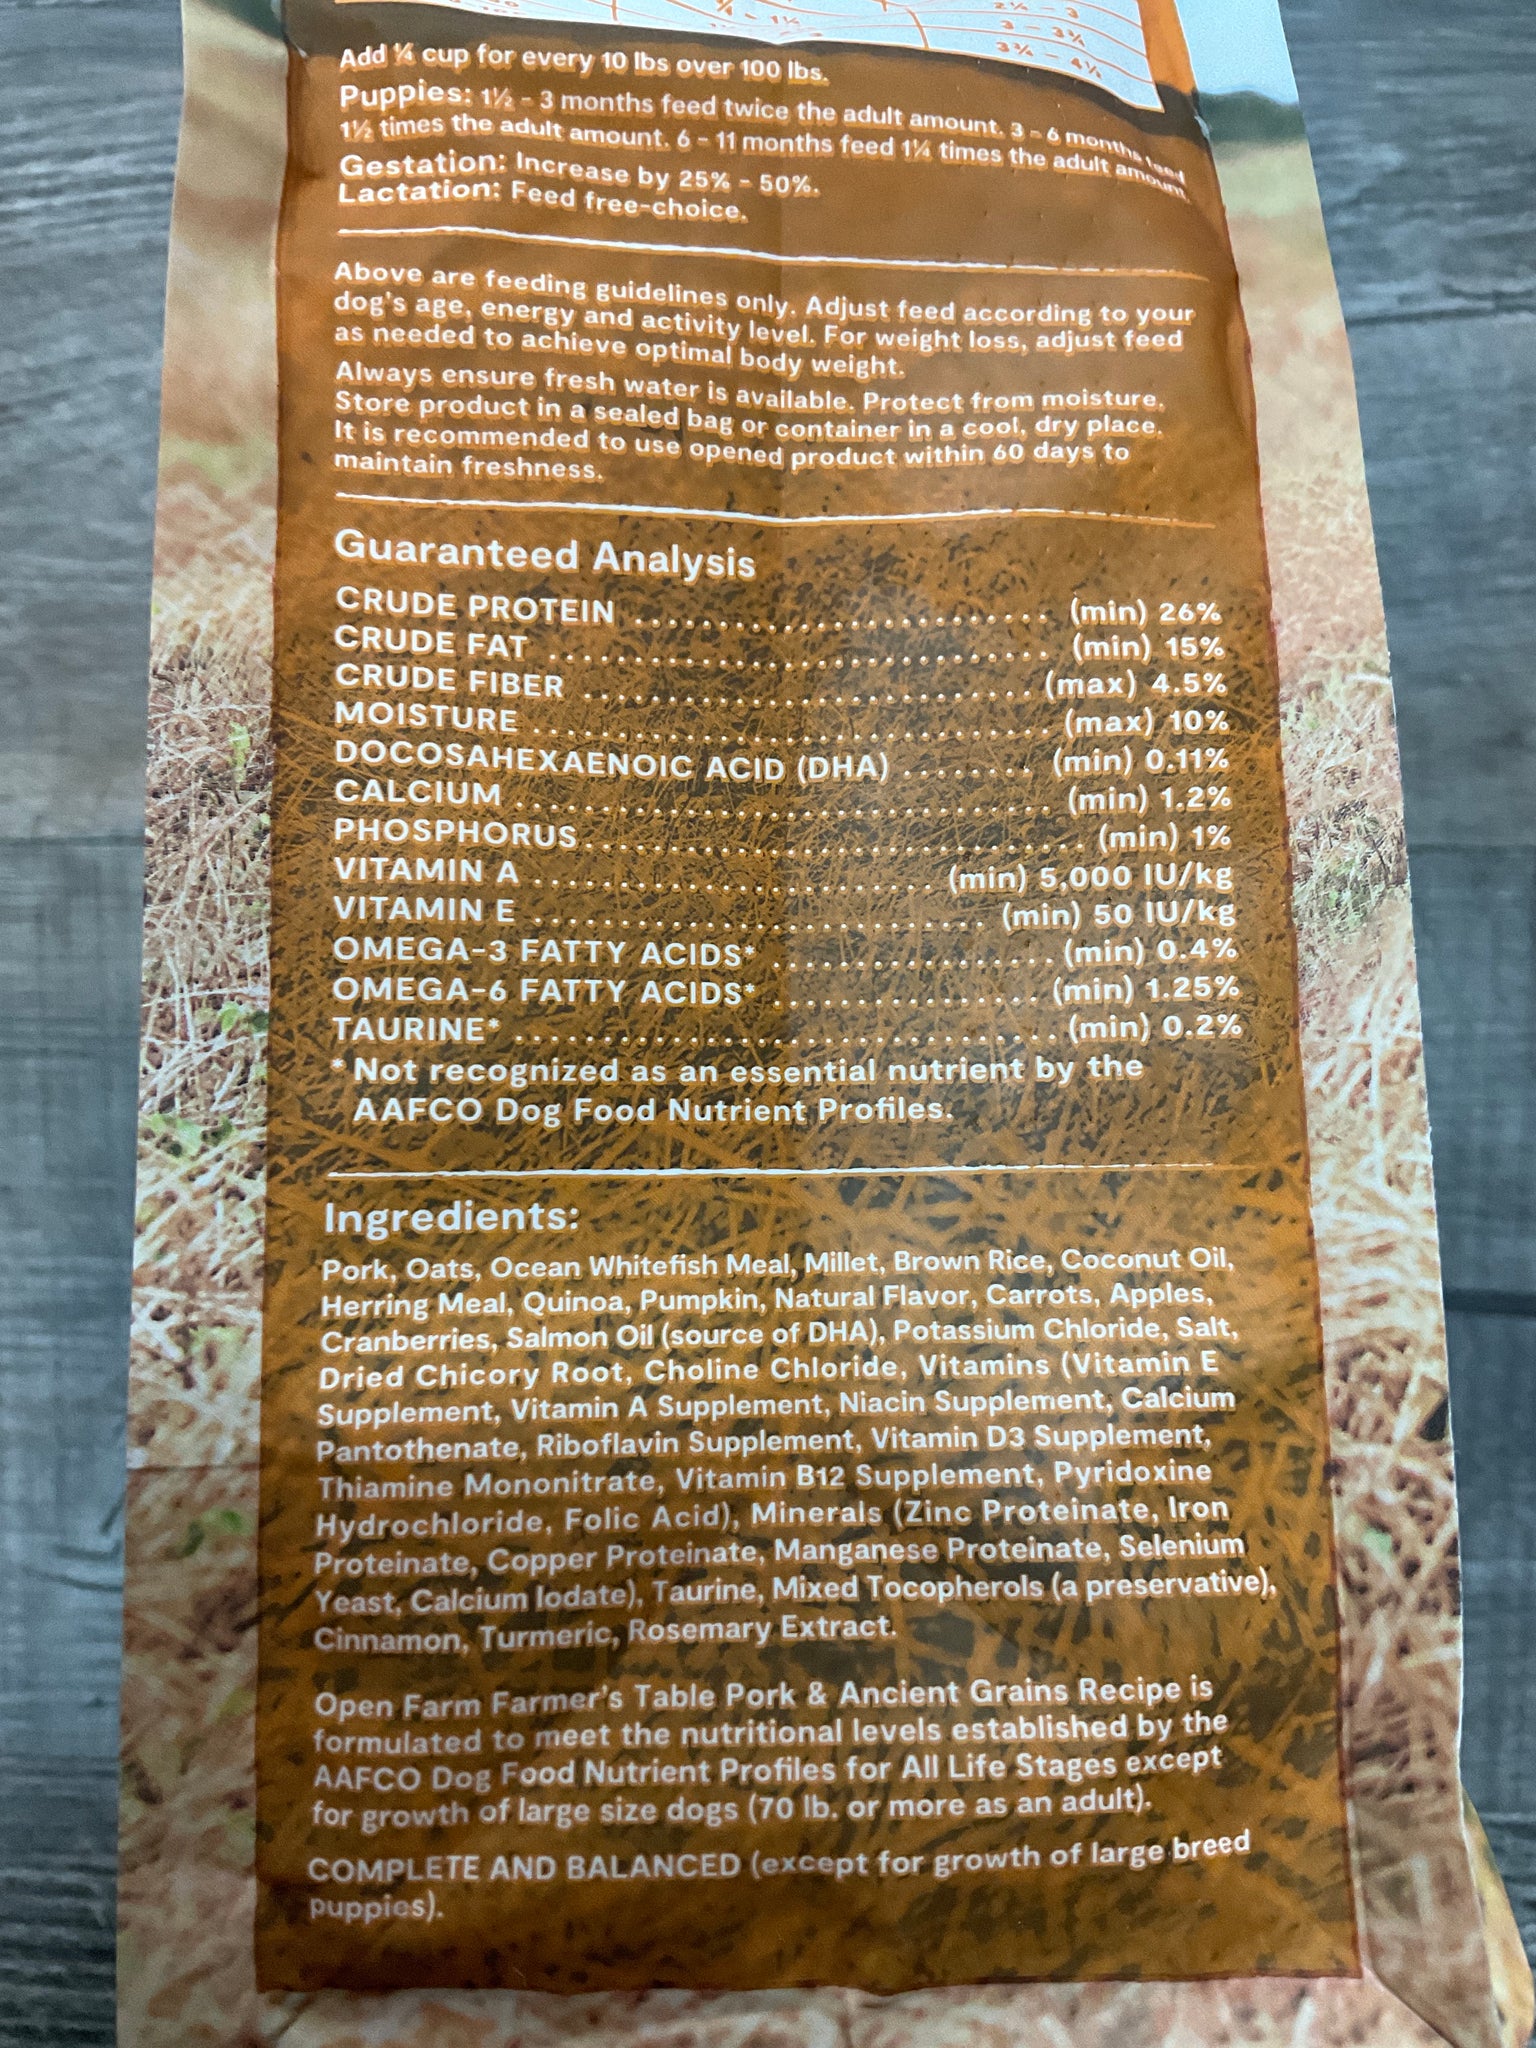 2¼ - 3
¾ - 1¼
3 - 3¾
3¾ - 4½
Add ¼ cup for every 10 lbs over 100 lbs.
Puppies: 1½ - 3 months feed twice the adult amount. 3 - 6 months feed
1½ times the adult amount. 6 - 11 months feed 1¼ times the adult amount.
Gestation: Increase by 25% - 50%.
Lactation: Feed free-choice.
Above are feeding guidelines only. Adjust feed according to your
dog's age, energy and activity level. For weight loss, adjust feed
as needed to achieve optimal body weight.
Always ensure fresh water is available. Protect from moisture.
Store product in a sealed bag or container in a cool, dry place.
It is recommended to use opened product within 60 days to
maintain freshness.
Guaranteed Analysis
CRUDE PROTEIN (min) 26%
CRUDE FAT (min) 15%
CRUDE FIBER (max) 4.5%
MOISTURE (max) 10%
DOCOSAHEXAENOIC ACID (DHA) (min) 0.11%
CALCIUM (min) 1.2%
PHOSPHORUS (min) 1%
VITAMIN A (min) 5,000 IU/kg
VITAMIN E (min) 50 IU/kg
OMEGA-3 FATTY ACIDS* (min) 0.4%
OMEGA-6 FATTY ACIDS* (min) 1.25%
TAURINE* (min) 0.2%
* Not recognized as an essential nutrient by the
AAFCO Dog Food Nutrient Profiles.
Ingredients:
Pork, Oats, Ocean Whitefish Meal, Millet, Brown Rice, Coconut Oil,
Herring Meal, Quinoa, Pumpkin, Natural Flavor, Carrots, Apples,
Cranberries, Salmon Oil (source of DHA), Potassium Chloride, Salt,
Dried Chicory Root, Choline Chloride, Vitamins (Vitamin E
Supplement, Vitamin A Supplement, Niacin Supplement, Calcium
Pantothenate, Riboflavin Supplement, Vitamin D3 Supplement,
Thiamine Mononitrate, Vitamin B12 Supplement, Pyridoxine
Hydrochloride, Folic Acid), Minerals (Zinc Proteinate, Iron
Proteinate, Copper Proteinate, Manganese Proteinate, Selenium
Yeast, Calcium Iodate), Taurine, Mixed Tocopherols (a preservative),
Cinnamon, Turmeric, Rosemary Extract.
Open Farm Farmer's Table Pork & Ancient Grains Recipe is
formulated to meet the nutritional levels established by the
AAFCO Dog Food Nutrient Profiles for All Life Stages except
for growth of large size dogs (70 lb. or more as an adult).
COMPLETE AND BALANCED (except for growth of large breed
puppies).